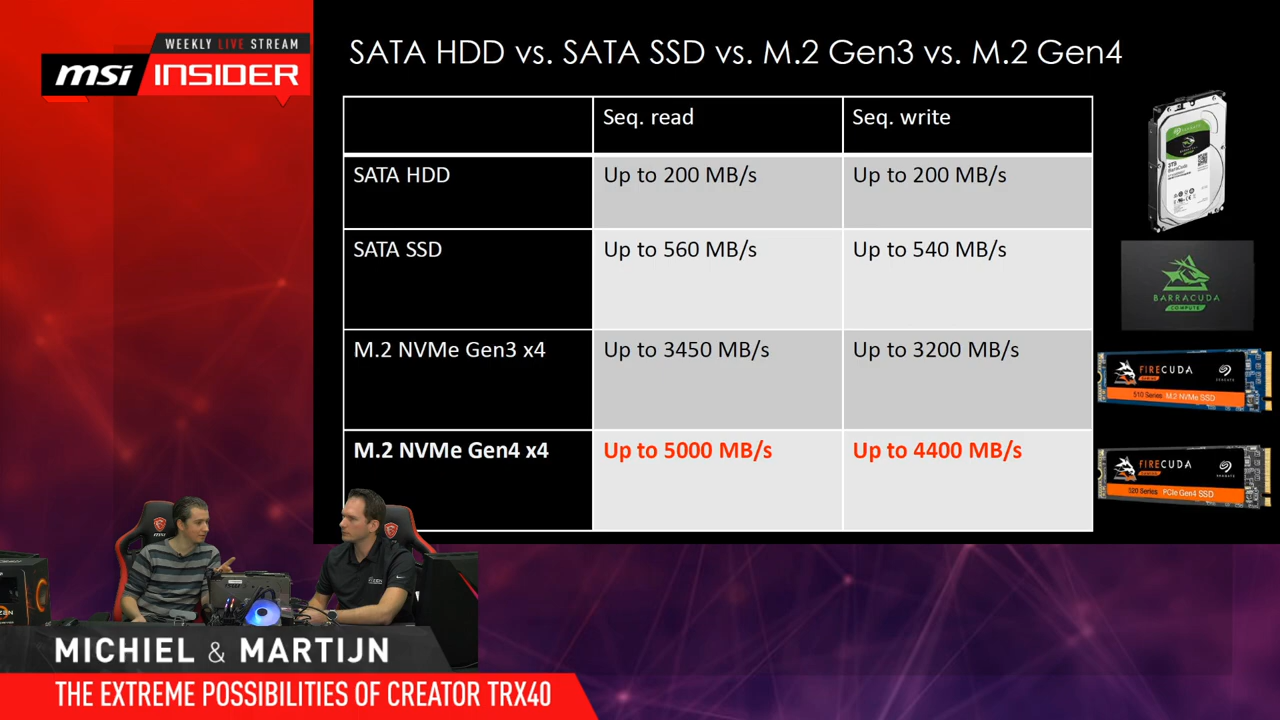 WEEKLY LIVE STREAM
msi INSIDER
SATA HDD vs. SATA SSD vs. M.2 Gen3 vs. M.2 Gen4
Seq. read Seq. write
SATA HDD Up to 200 MB/s Up to 200 MB/s
SATA SSD Up to 560 MB/s Up to 540 MB/s
BARRACUDA
COMPUTE
M.2 NVMe Gen3 x4 Up to 3450 MB/s Up to 3200 MB/s
FIRECUDA
SEAGATE
510 Series M.2 NVMe SSD
M.2 NVMe Gen4 x4 Up to 5000 MB/s Up to 4400 MB/s
FIRECUDA
SEAGATE
520 Series PCIe Gen4 SSD
MICHIEL & MARTIJN
THE EXTREME POSSIBILITIES OF CREATOR TRX40